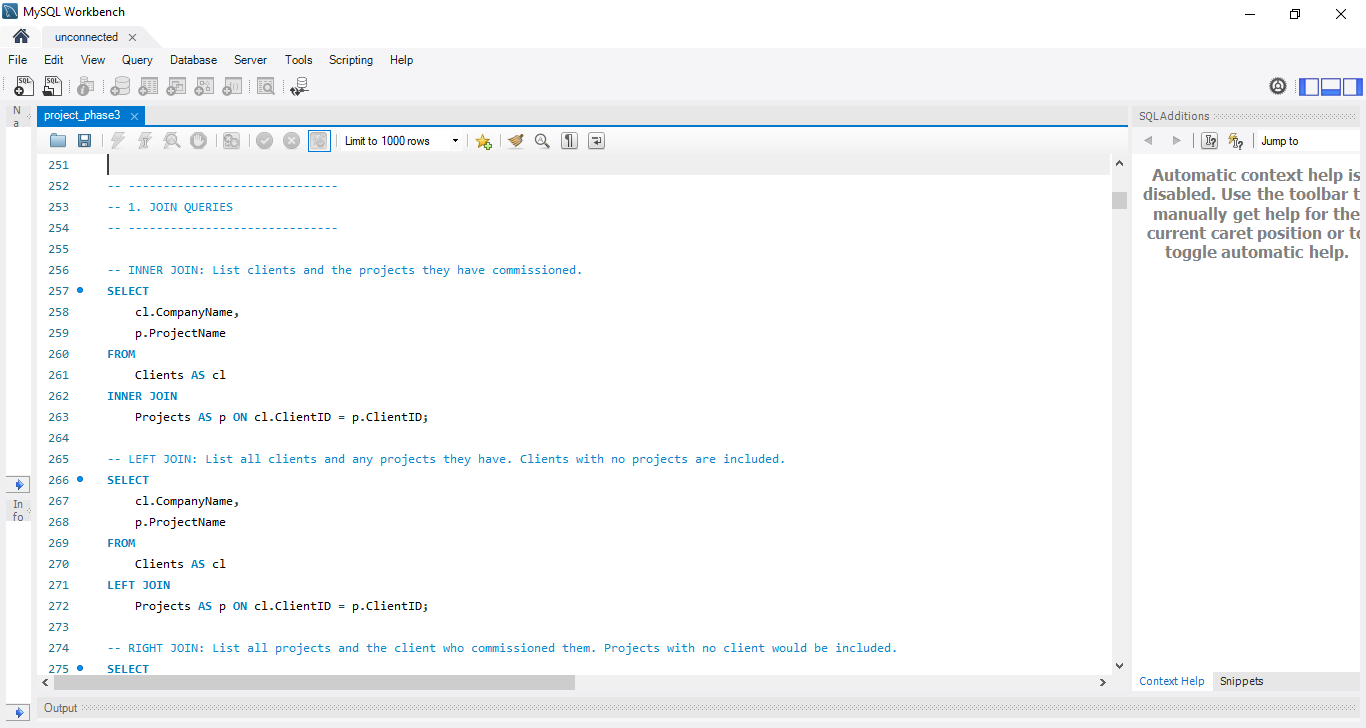 MySQL Workbench
unconnected
File Edit View Query Database Server Tools Scripting Help
SQL SQL
N
a
project_phase3
SQLAdditions
Limit to 1000 rows
Jump to
251
252 -- ------------------------------
253 -- 1. JOIN QUERIES
254 -- ------------------------------
255
256 -- INNER JOIN: List clients and the projects they have commissioned.
257 SELECT
258 cl.CompanyName,
259 p.ProjectName
260 FROM
261 Clients AS cl
262 INNER JOIN
263 Projects AS p ON cl.ClientID = p.ClientID;
264
265 -- LEFT JOIN: List all clients and any projects they have. Clients with no projects are included.
266 SELECT
267 cl.CompanyName,
268 p.ProjectName
269 FROM
270 Clients AS cl
271 LEFT JOIN
272 Projects AS p ON cl.ClientID = p.ClientID;
273
274 -- RIGHT JOIN: List all projects and the client who commissioned them. Projects with no client would be included.
275 SELECT
Automatic context help is
disabled. Use the toolbar t
manually get help for the
current caret position or to
toggle automatic help.
In
fo
Context Help Snippets
Output